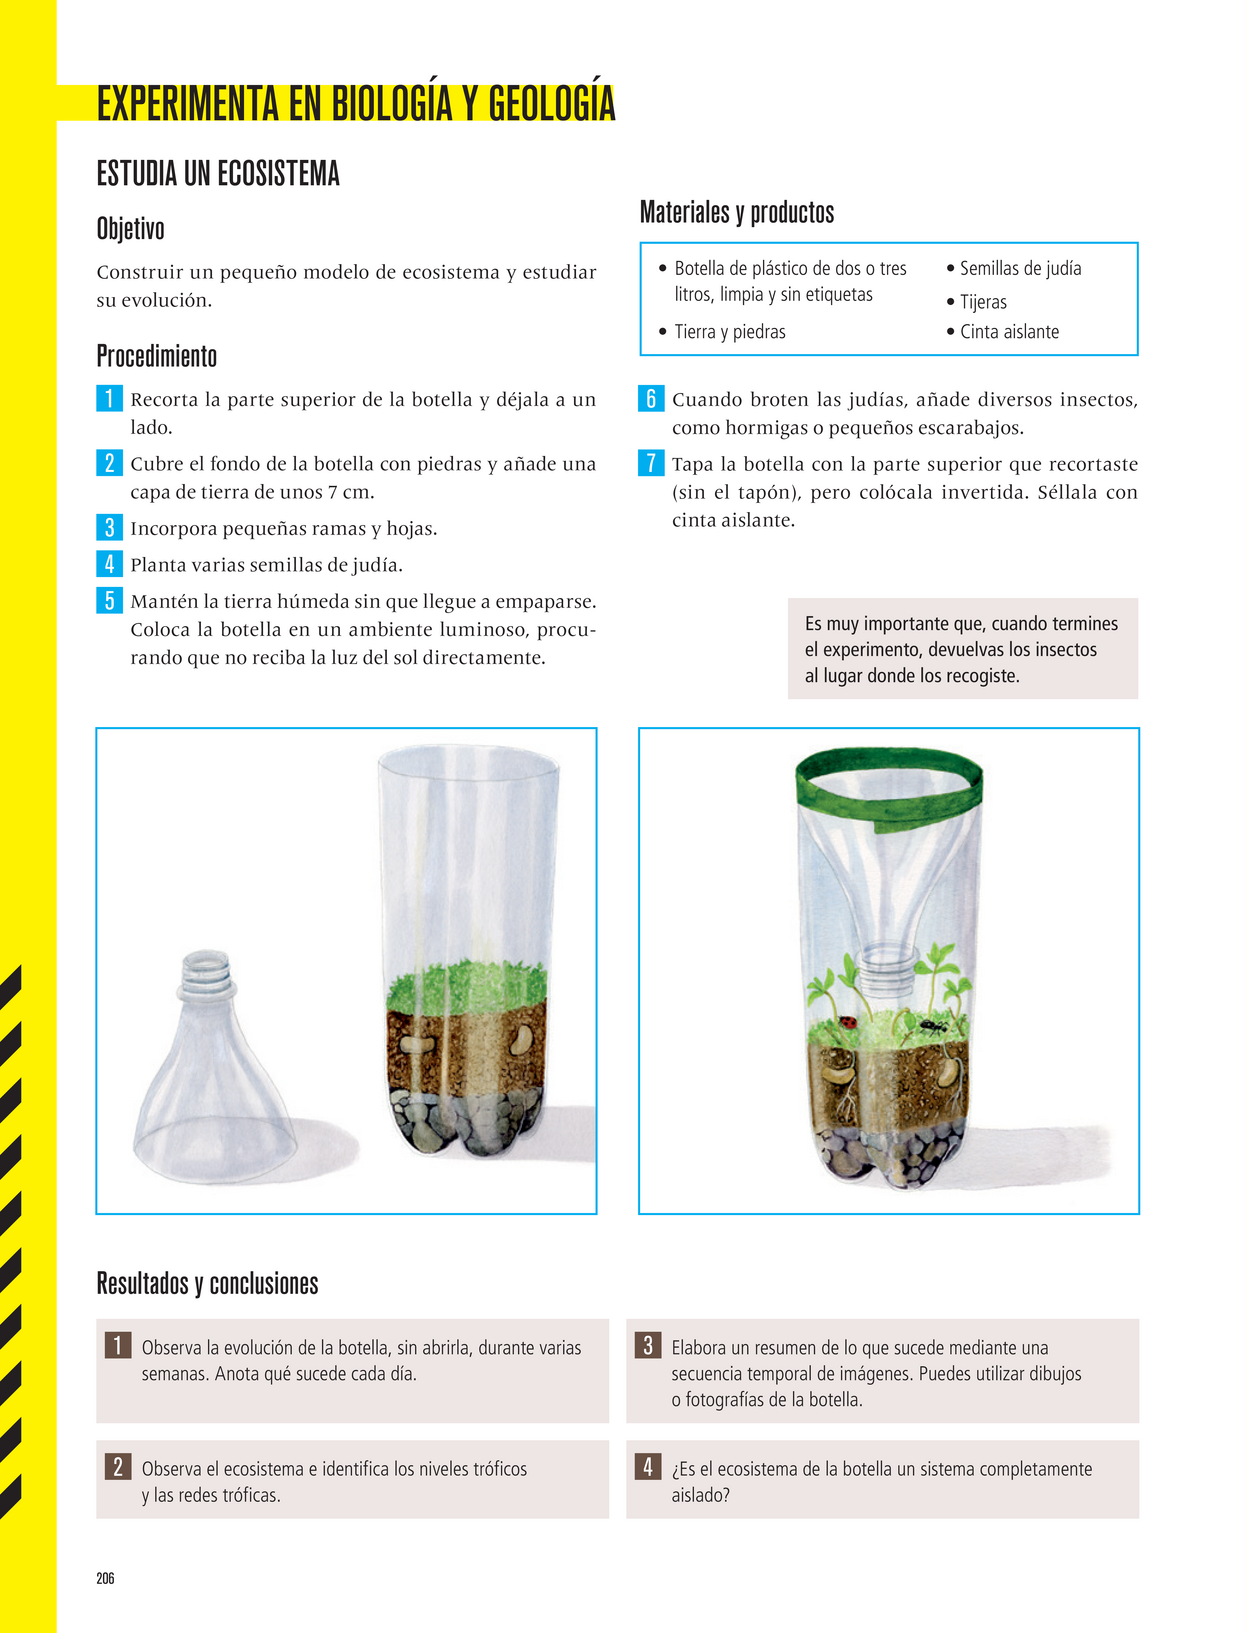 EXPERIMENTA EN BIOLOGÍA Y GEOLOGÍA
ESTUDIA UN ECOSISTEMA
Objetivo
Construir un pequeño modelo de ecosistema y estudiar
su evolución.
Materiales y productos
• Botella de plástico de dos o tres
litros, limpia y sin etiquetas
• Tierra y piedras
• Semillas de judía
• Tijeras
• Cinta aislante
Procedimiento
1 Recorta la parte superior de la botella y déjala a un
lado.
2 Cubre el fondo de la botella con piedras y añade una
capa de tierra de unos 7 cm.
3 Incorpora pequeñas ramas y hojas.
4 Planta varias semillas de judía.
5 Mantén la tierra húmeda sin que llegue a empaparse.
Coloca la botella en un ambiente luminoso, procu-
rando que no reciba la luz del sol directamente.
6 Cuando broten las judías, añade diversos insectos,
como hormigas o pequeños escarabajos.
7 Tapa la botella con la parte superior que recortaste
(sin el tapón), pero colócala invertida. Séllala con
cinta aislante.
Es muy importante que, cuando termines
el experimento, devuelvas los insectos
al lugar donde los recogiste.
Resultados y conclusiones
1 Observa la evolución de la botella, sin abrirla, durante varias
semanas. Anota qué sucede cada día.
2 Observa el ecosistema e identifica los niveles tróficos
y las redes tróficas.
3 Elabora un resumen de lo que sucede mediante una
secuencia temporal de imágenes. Puedes utilizar dibujos
o fotografías de la botella.
4 ¿Es el ecosistema de la botella un sistema completamente
aislado?
206